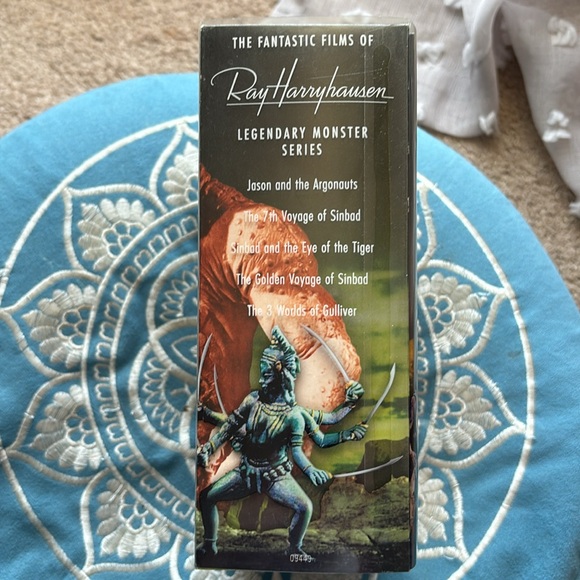 THE FANTASTIC FILMS OF
Ray Harryhausen
LEGENDARY MONSTER
SERIES
Jason and the Argonauts
The 7th Voyage of Sinbad
Sinbad and the Eye of the Tiger
The Golden Voyage of Sinbad
The 3 Worlds of Gulliver
09449